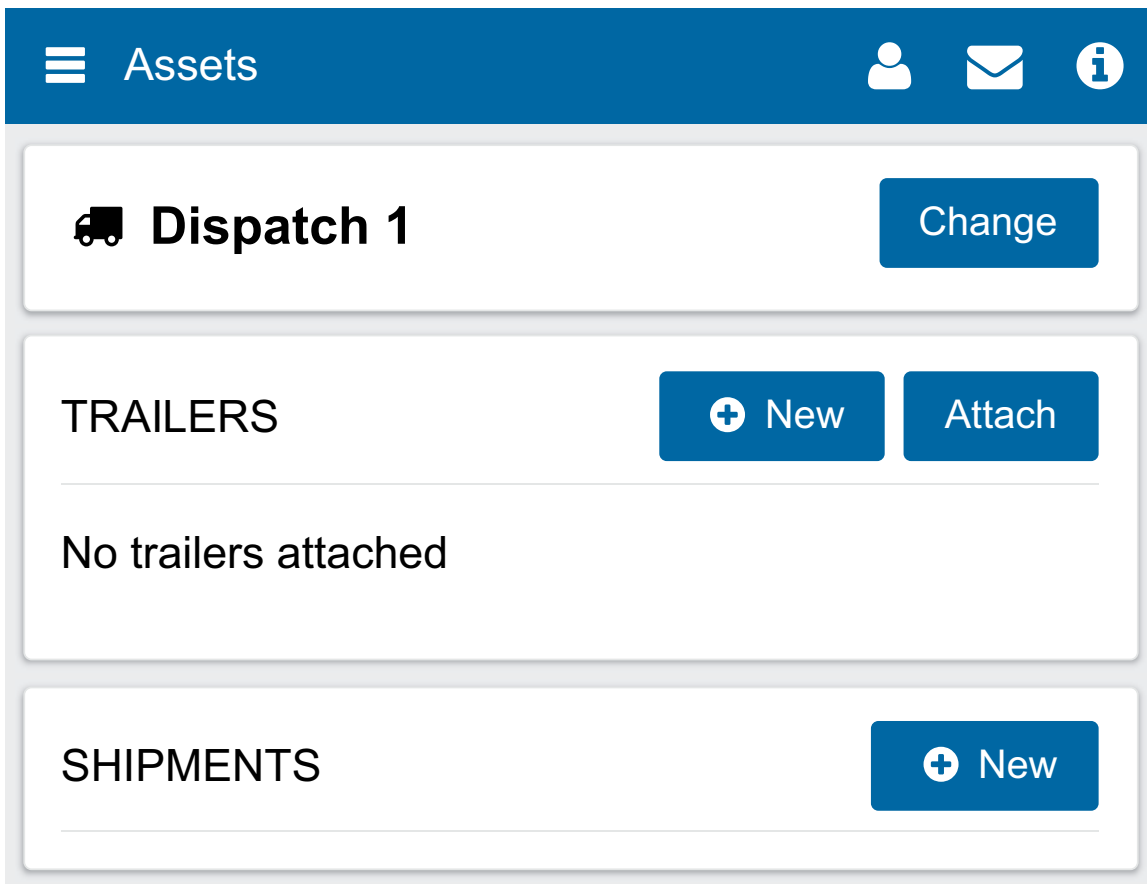 Assets
Dispatch 1 Change
TRAILERS New Attach
No trailers attached
SHIPMENTS New